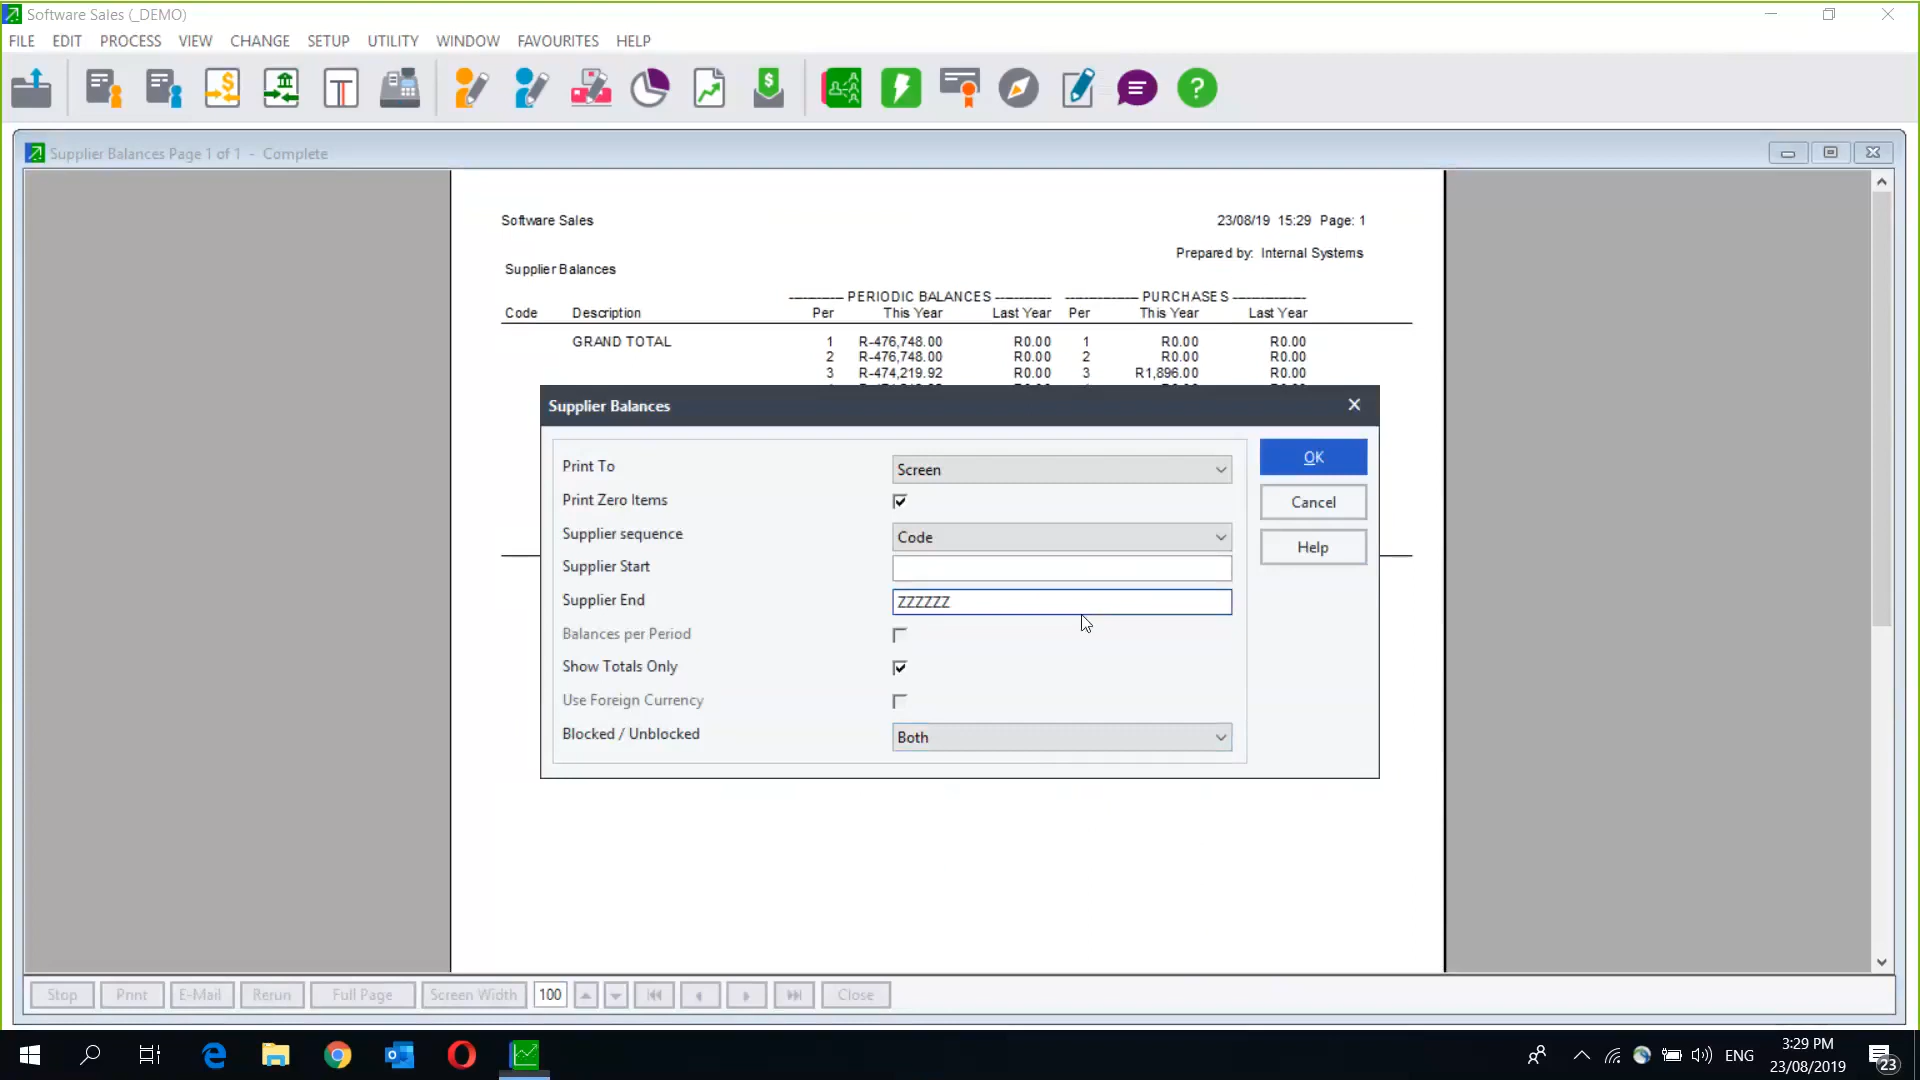 Software Sales (_DEMO)
FILE EDIT PROCESS VIEW CHANGE SETUP UTILITY WINDOW FAVOURITES HELP
Supplier Balances Page 1 of 1 - Complete
Software Sales 23/08/19 15:29 Page: 1
Prepared by: Internal Systems
Supplier Balances
PERIODIC BALANCES PURCHASES
Code Description Per This Year Last Year Per This Year Last Year
GRAND TOTAL 1 R-476,748.00 R0.00 1 R0.00 R0.00
2 R-476,748.00 R0.00 2 R0.00 R0.00
3 R-474,219.92 R0.00 3 R1,896.00 R0.00
Supplier Balances
Print To Screen
Print Zero Items
Supplier sequence Code
Supplier Start
Supplier End ZZZZZZ
Balances per Period
Show Totals Only
Use Foreign Currency
Blocked / Unblocked Both
OK
Cancel
Help
Stop Print E-Mail Rerun Full Page Screen Width 100 Close
ENG
3:29 PM
23/08/2019
23